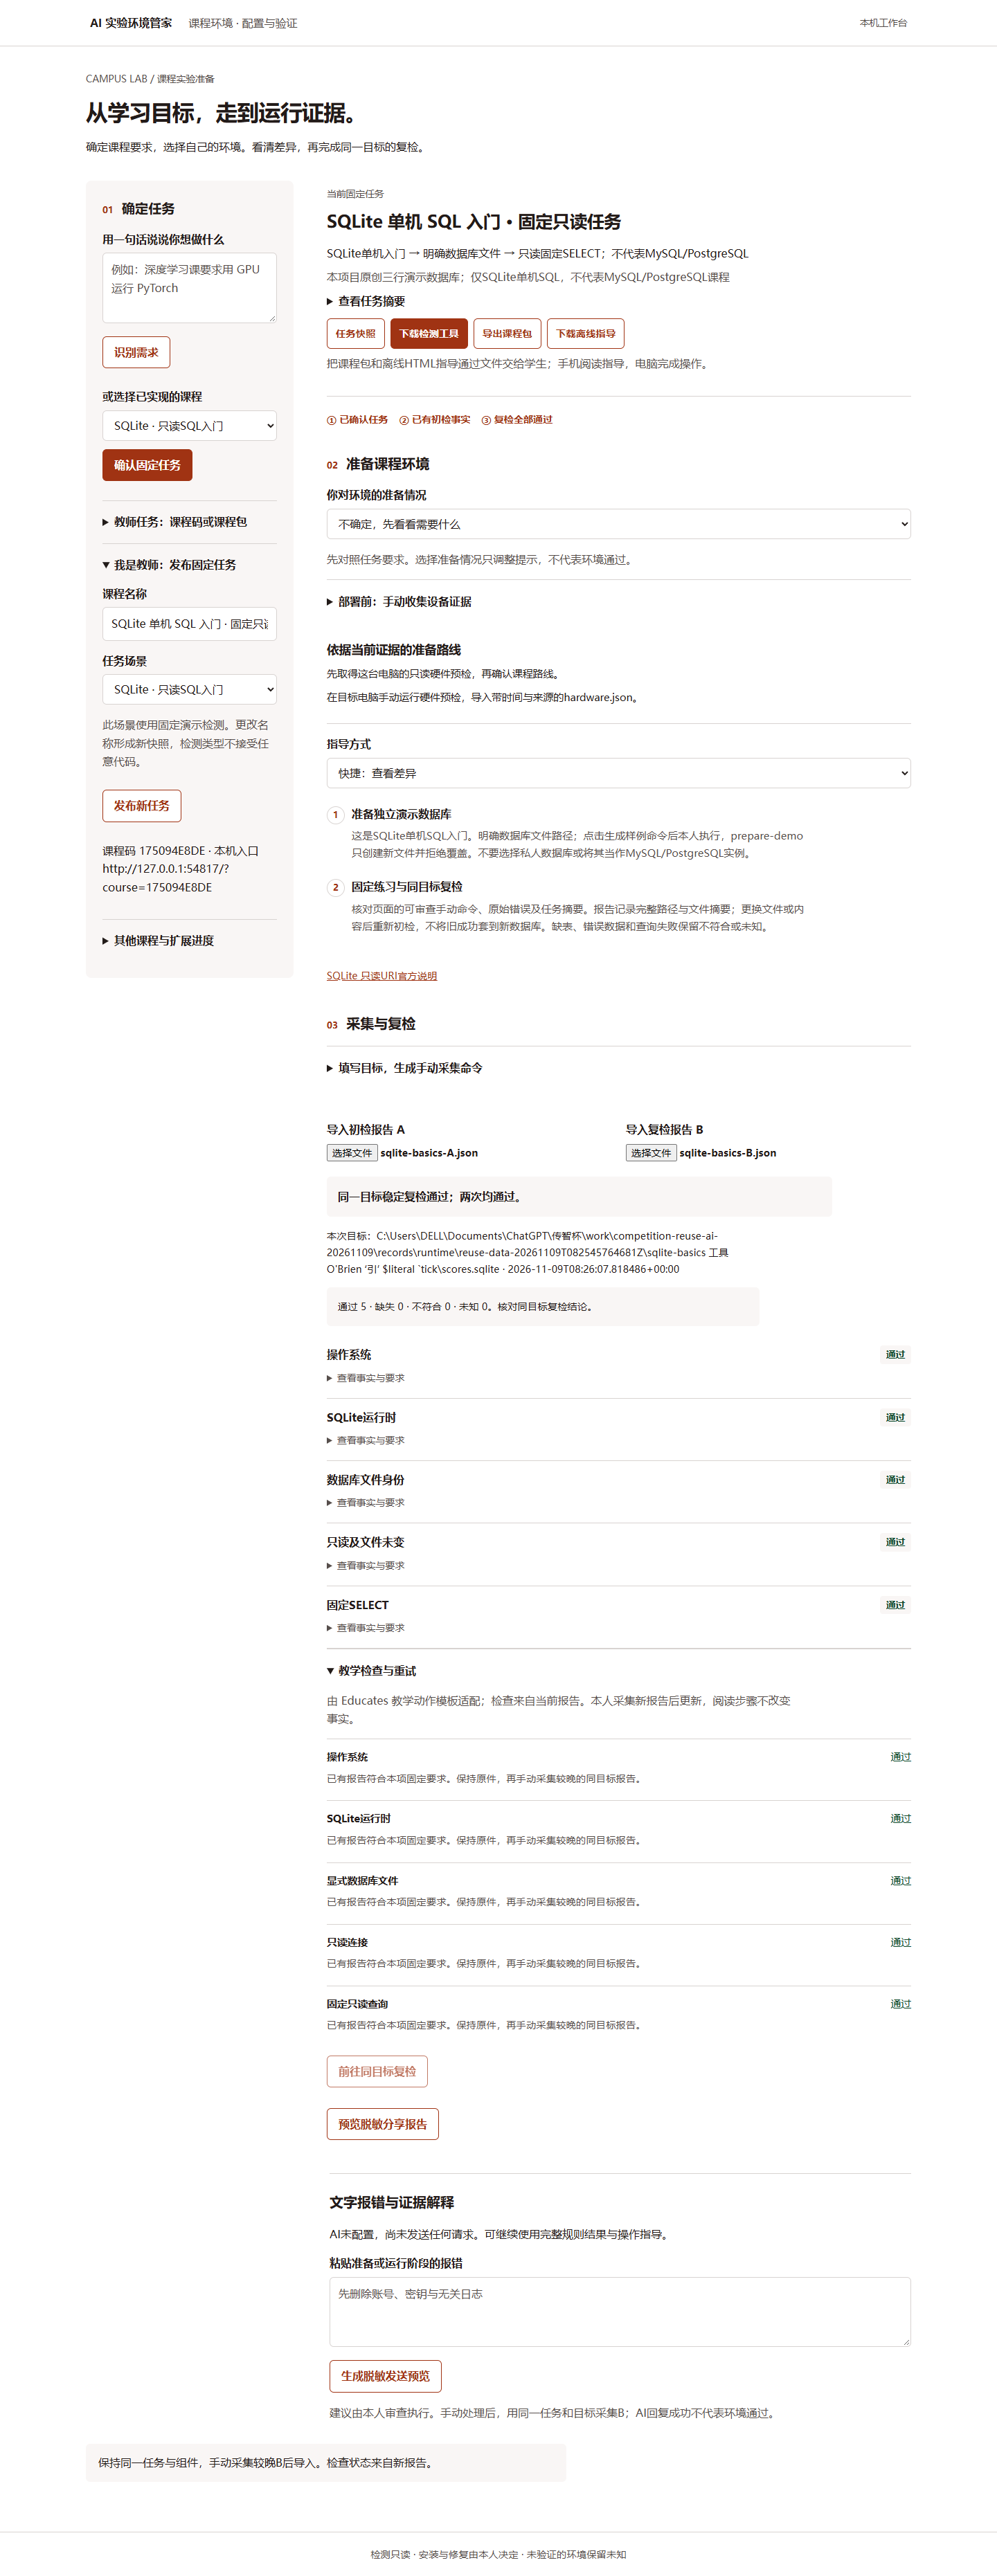 AI 实验环境管家
课程环境 · 配置与验证
本机工作台
CAMPUS LAB / 课程实验准备
从学习目标，走到运行证据。
确定课程要求，选择自己的环境。看清差异，再完成同一目标的复检。
01 确定任务
用一句话说说你想做什么
例如：深度学习课要求用 GPU
运行 PyTorch
识别需求
或选择已实现的课程
SQLite · 只读SQL入门
确认固定任务
教师任务：课程码或课程包
我是教师：发布固定任务
课程名称
SQLite 单机 SQL 入门 · 固定只读
任务场景
SQLite · 只读SQL入门
此场景使用固定演示检测。更改名
称形成新快照，检测类型不接受任
意代码。
发布新任务
课程码 175094E8DE · 本机入口
http://127.0.0.1:54817/?
course=175094E8DE
其他课程与扩展进度
当前固定任务
SQLite 单机 SQL 入门 · 固定只读任务
SQLite单机入门 → 明确数据库文件 → 只读固定SELECT；不代表MySQL/PostgreSQL
本项目原创三行演示数据库；仅SQLite单机SQL，不代表MySQL/PostgreSQL课程
查看任务摘要
任务快照
下载检测工具
导出课程包
下载离线指导
把课程包和离线HTML指导通过文件交给学生；手机阅读指导，电脑完成操作。
① 已确认任务 ② 已有初检事实 ③ 复检全部通过
02 准备课程环境
你对环境的准备情况
不确定，先看看需要什么
先对照任务要求。选择准备情况只调整提示，不代表环境通过。
部署前：手动收集设备证据
依据当前证据的准备路线
先取得这台电脑的只读硬件预检，再确认课程路线。
在目标电脑手动运行硬件预检，导入带时间与来源的hardware.json。
指导方式
快捷：查看差异
1 准备独立演示数据库
这是SQLite单机SQL入门。明确数据库文件路径；点击生成样例命令后本人执行，prepare-demo
只创建新文件并拒绝覆盖。不要选择私人数据库或将其当作MySQL/PostgreSQL实例。
2 固定练习与同目标复检
核对页面的可审查手动命令、原始错误及任务摘要。报告记录完整路径与文件摘要；更换文件或内
容后重新初检，不将旧成功套到新数据库。缺表、错误数据和查询失败保留不符合或未知。
SQLite 只读URI官方说明
03 采集与复检
填写目标，生成手动采集命令
导入初检报告 A
选择文件 sqlite-basics-A.json
导入复检报告 B
选择文件 sqlite-basics-B.json
同一目标稳定复检通过；两次均通过。
本次目标：C:\Users\DELL\Documents\ChatGPT\传智杯\work\competition-reuse-ai-
20261109\records\runtime\reuse-data-20261109T082545764681Z\sqlite-basics 工具
O'Brien ‘引’ $literal `tick\scores.sqlite · 2026-11-09T08:26:07.818486+00:00
通过 5 · 缺失 0 · 不符合 0 · 未知 0。核对同目标复检结论。
操作系统
通过
查看事实与要求
SQLite运行时
通过
查看事实与要求
数据库文件身份
通过
查看事实与要求
只读及文件未变
通过
查看事实与要求
固定SELECT
通过
查看事实与要求
教学检查与重试
由 Educates 教学动作模板适配；检查来自当前报告。本人采集新报告后更新，阅读步骤不改变
事实。
操作系统
通过
已有报告符合本项固定要求。保持原件，再手动采集较晚的同目标报告。
SQLite运行时
通过
已有报告符合本项固定要求。保持原件，再手动采集较晚的同目标报告。
显式数据库文件
通过
已有报告符合本项固定要求。保持原件，再手动采集较晚的同目标报告。
只读连接
通过
已有报告符合本项固定要求。保持原件，再手动采集较晚的同目标报告。
固定只读查询
通过
已有报告符合本项固定要求。保持原件，再手动采集较晚的同目标报告。
前往同目标复检
预览脱敏分享报告
文字报错与证据解释
AI未配置，尚未发送任何请求。可继续使用完整规则结果与操作指导。
粘贴准备或运行阶段的报错
先删除账号、密钥与无关日志
生成脱敏发送预览
建议由本人审查执行。手动处理后，用同一任务和目标采集B；AI回复成功不代表环境通过。
保持同一任务与组件，手动采集较晚B后导入。检查状态来自新报告。
检测只读 · 安装与修复由本人决定 · 未验证的环境保留未知